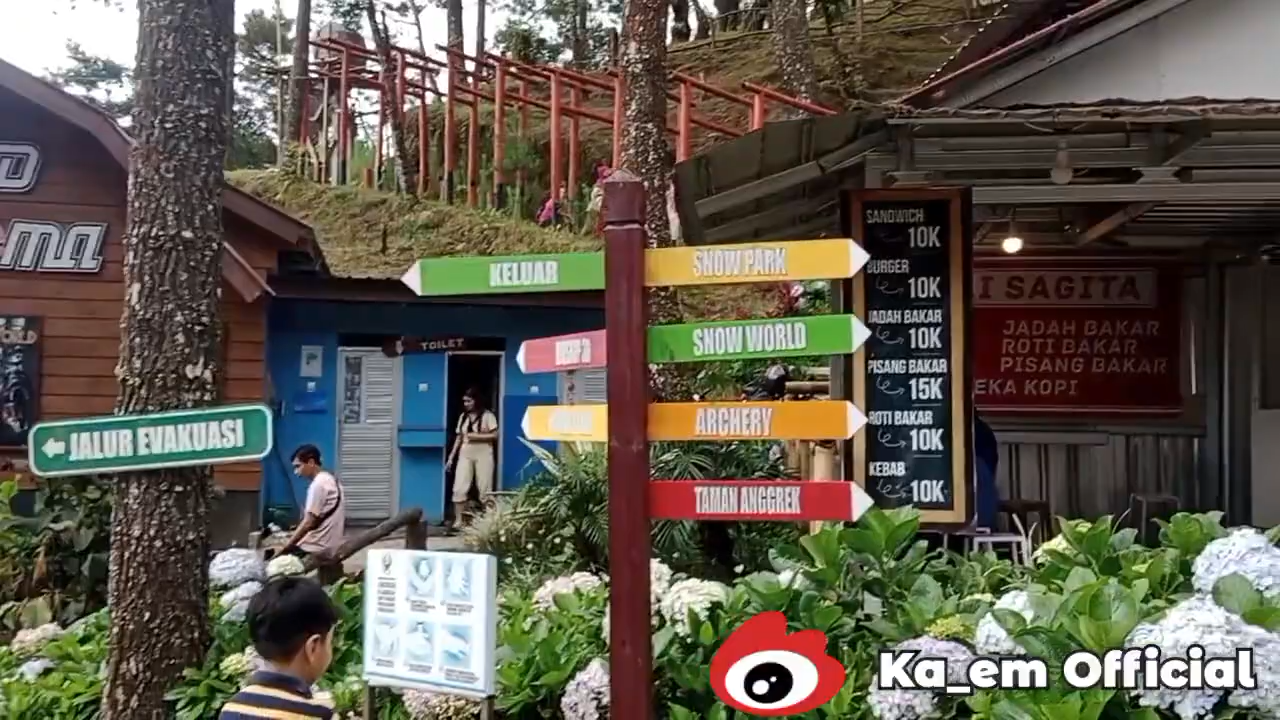 TOILET
KELUAR
SNOW PARK
SNOW WORLD
ARCHERY
TAMAN ANGGREK
JALUR EVAKUASI
SANDWICH
10K
BURGER
10K
JADAH BAKAR
10K
PISANG BAKAR
15K
ROTI BAKAR
10K
KEBAB
10K
I SAGITA
JADAH BAKAR
ROTI BAKAR
PISANG BAKAR
EKA KOPI
Ka_em Official